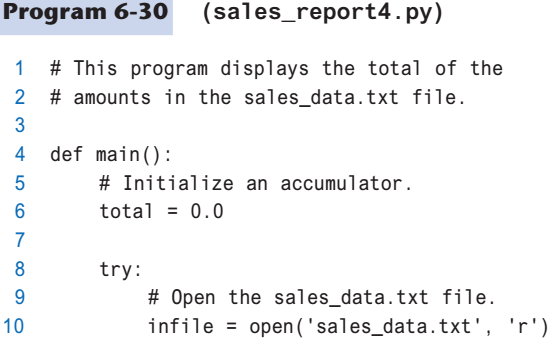 Program 6-30 (sales_report4.py)
1 # This program displays the total of the
2 # amounts in the sales_data.txt file.
3
4 def main():
5     # Initialize an accumulator.
6     total = 0.0
7
8     try:
9         # Open the sales_data.txt file.
10         infile = open('sales_data.txt', 'r')